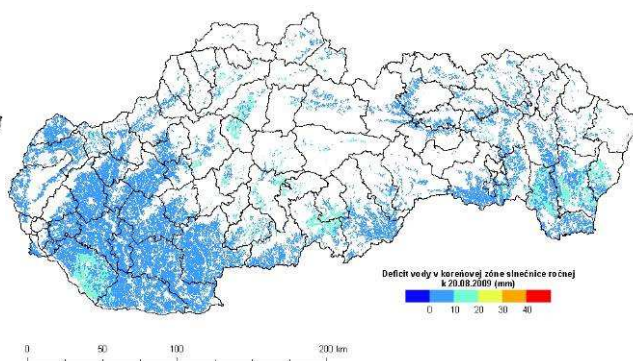 Deficit vody v koreňovej zóne slnečnice ročnej
k 20.08.2009 (mm)
0 10 20 30 40
0 50 100 200 km